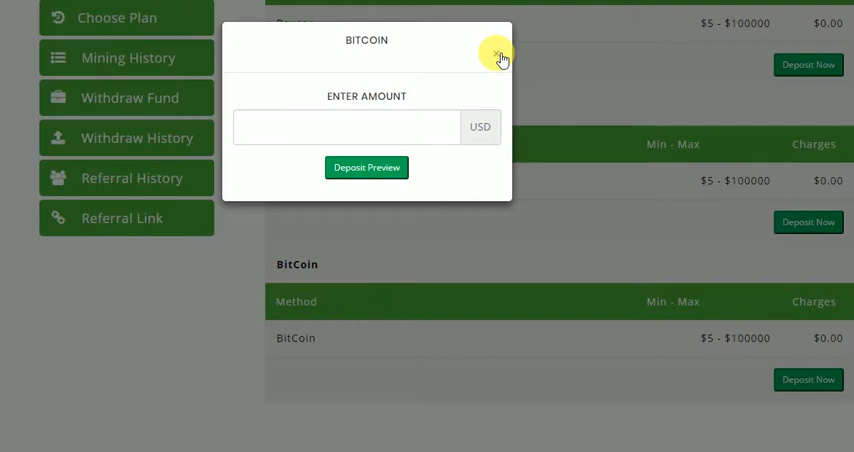 Choose Plan
Mining History
Withdraw Fund
Withdraw History
Referral History
Referral Link
BITCOIN
×
ENTER AMOUNT
USD
Deposit Preview
$5 - $100000 $0.00
Deposit Now
Min - Max Charges
$5 - $100000 $0.00
Deposit Now
BitCoin
Method Min - Max Charges
BitCoin $5 - $100000 $0.00
Deposit Now